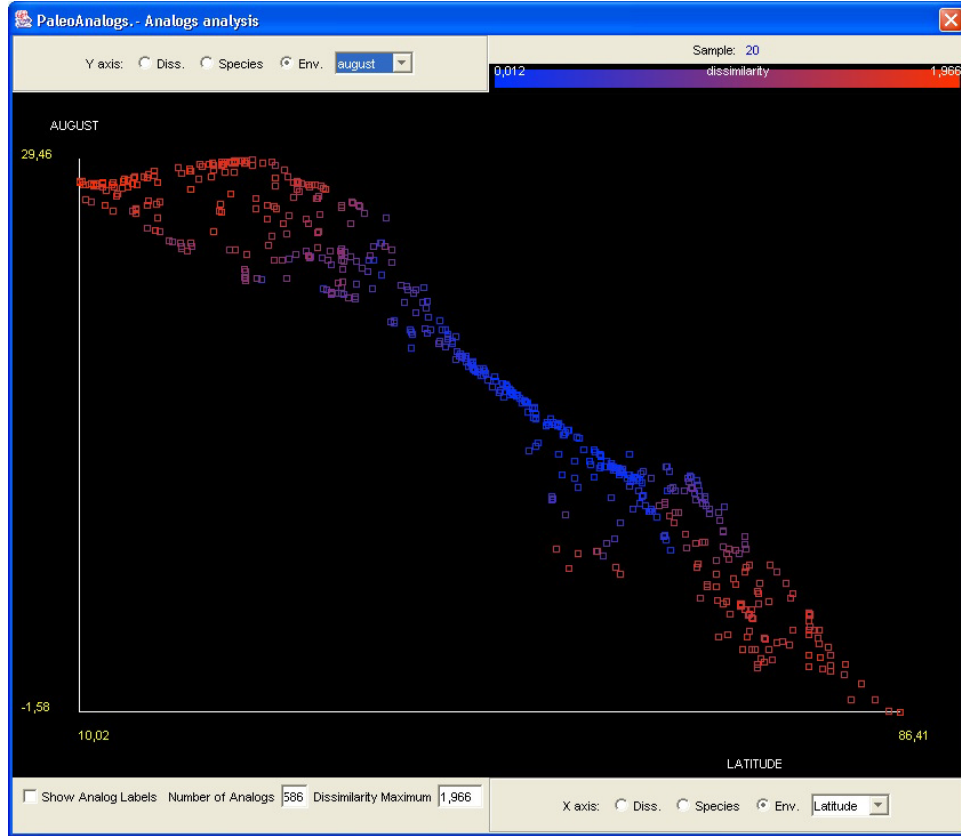 PaleoAnalogs.- Analogs analysis
Y axis: Diss. Species Env. august
Sample: 20
0,012 dissimilarity 1,966
AUGUST
29,46
-1,58
10,02 86,41
LATITUDE
Show Analog Labels Number of Analogs 586 Dissimilarity Maximum 1,966
X axis: Diss. Species Env. Latitude